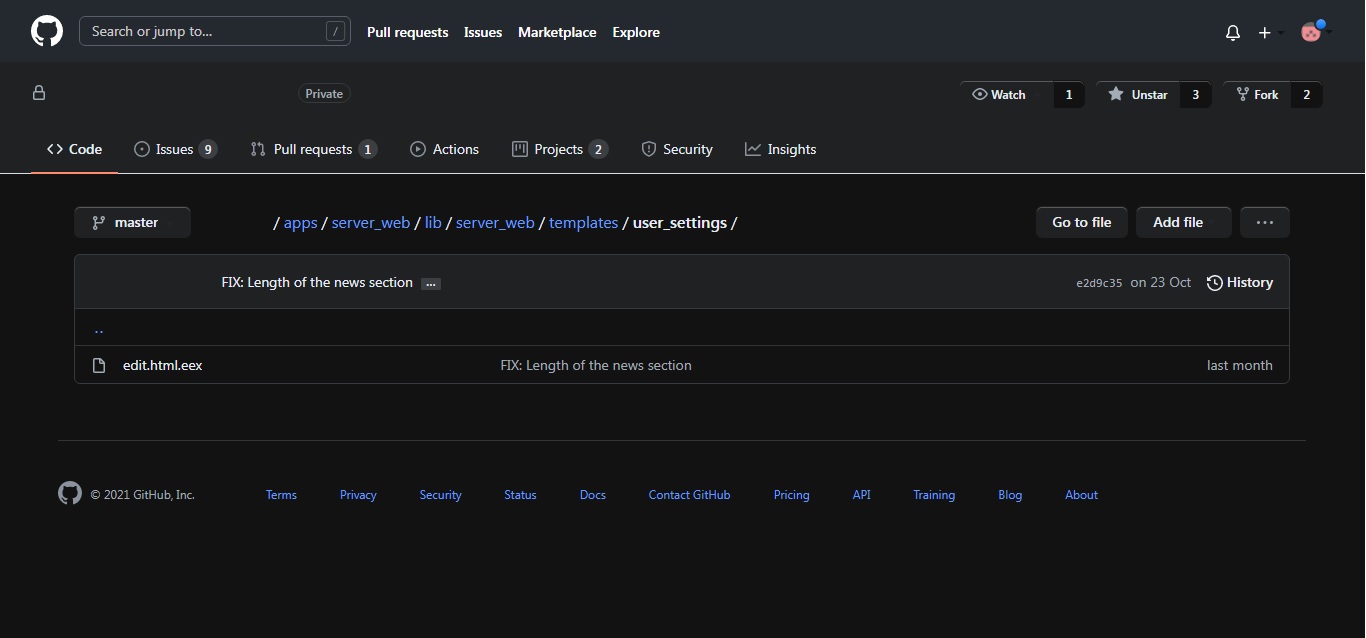 Search or jump to... / Pull requests Issues Marketplace Explore
Private Watch 1 Unstar 3 Fork 2
Code Issues 9 Pull requests 1 Actions Projects 2 Security Insights
master / apps / server_web / lib / server_web / templates / user_settings / Go to file Add file ...
FIX: Length of the news section ... e2d9c35 on 23 Oct History
..
edit.html.eex FIX: Length of the news section last month
© 2021 GitHub, Inc. Terms Privacy Security Status Docs Contact GitHub Pricing API Training Blog About